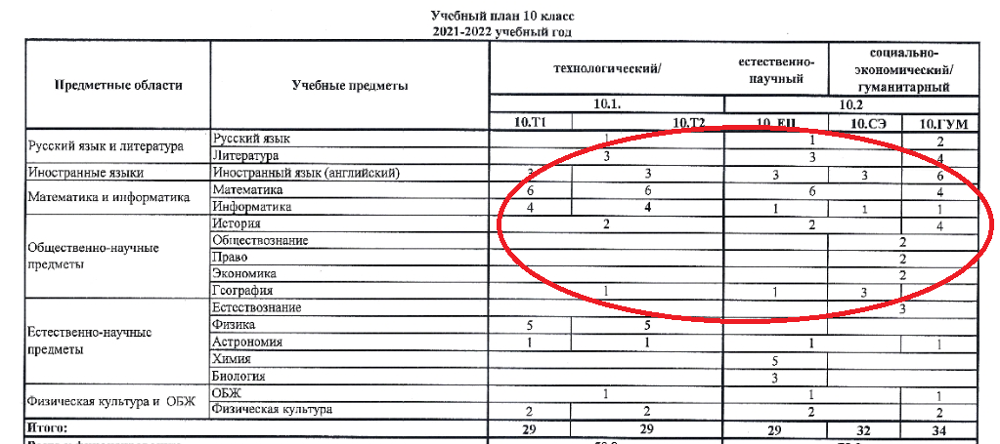 Учебный план 10 класс
2021-2022 учебный год
Предметные области Учебные предметы технологический/ естественно-научный социально-экономический/ гуманитарный
10.1. 10.2
10.Т1 10.Т2 10. ЕН 10.СЭ 10.ГУМ
Русский язык и литература Русский язык 1 1 2
Литература 3 3 4
Иностранные языки Иностранный язык (английский) 3 3 3 3 6
Математика и информатика Математика 6 6 6 4
Информатика 4 4 1 1 1
Общественно-научные предметы История 2 2 4
Обществознание 2
Право 2
Экономика 2
География 1 1 3
Естественно-научные предметы Естествознание 3
Физика 5 5
Астрономия 1 1 1 1
Химия 5
Биология 3
Физическая культура и ОБЖ ОБЖ 1 1 1
Физическая культура 2 2 2 2
Итого: 29 29 29 32 34